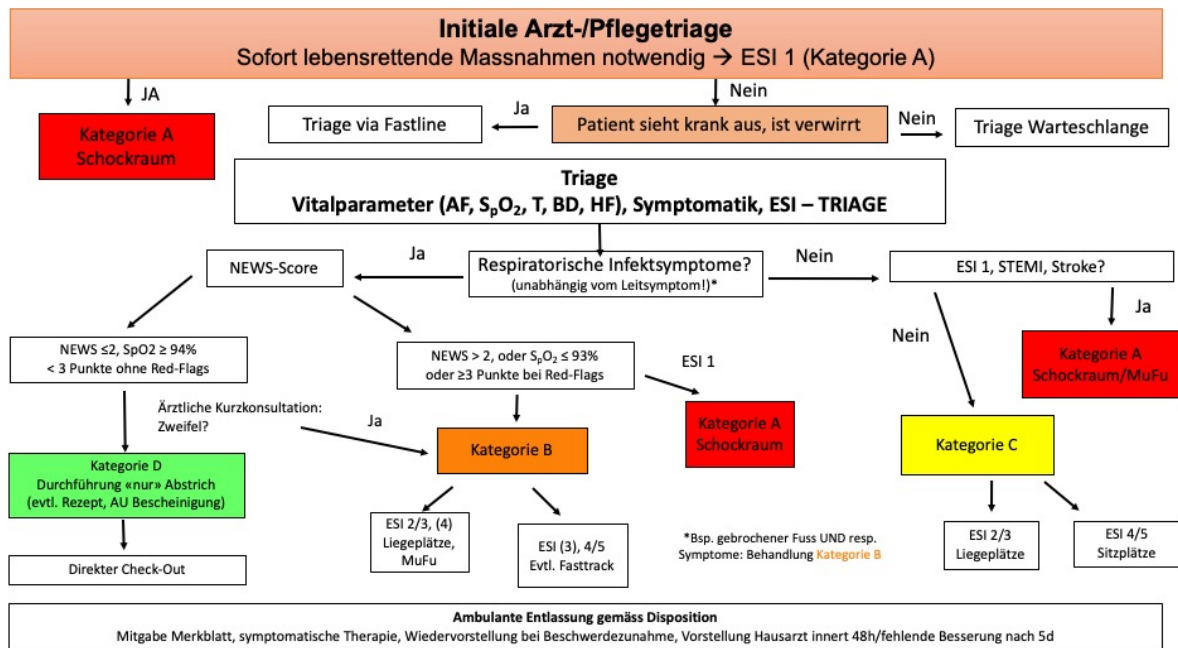 Initiale Arzt-/Pflegetriage
Sofort lebensrettende Massnahmen notwendig → ESI 1 (Kategorie A)
JA
Nein
Kategorie A
Schockraum
Triage via Fastline
Ja
Patient sieht krank aus, ist verwirrt
Nein
Triage Warteschlange
Triage
Vitalparameter (AF, SpO2, T, BD, HF), Symptomatik, ESI – TRIAGE
NEWS-Score
Ja
Respiratorische Infektsymptome?
(unabhängig vom Leitsymptom!)*
Nein
ESI 1, STEMI, Stroke?
NEWS ≤2, SpO2 ≥ 94%
< 3 Punkte ohne Red-Flags
NEWS > 2, oder SpO2 ≤ 93%
oder ≥3 Punkte bei Red-Flags
ESI 1
Nein
Ja
Kategorie A
Schockraum/MuFu
Ärztliche Kurzkonsultation:
Zweifel?
Ja
Kategorie B
Kategorie A
Schockraum
Kategorie C
Kategorie D
Durchführung «nur» Abstrich
(evtl. Rezept, AU Bescheinigung)
ESI 2/3, (4)
Liegeplätze,
MuFu
ESI (3), 4/5
Evtl. Fasttrack
*Bsp. gebrochener Fuss UND resp.
Symptome: Behandlung Kategorie B
ESI 2/3
Liegeplätze
ESI 4/5
Sitzplätze
Direkter Check-Out
Ambulante Entlassung gemäss Disposition
Mitgabe Merkblatt, symptomatische Therapie, Wiedervorstellung bei Beschwerdezunahme, Vorstellung Hausarzt innert 48h/fehlende Besserung nach 5d